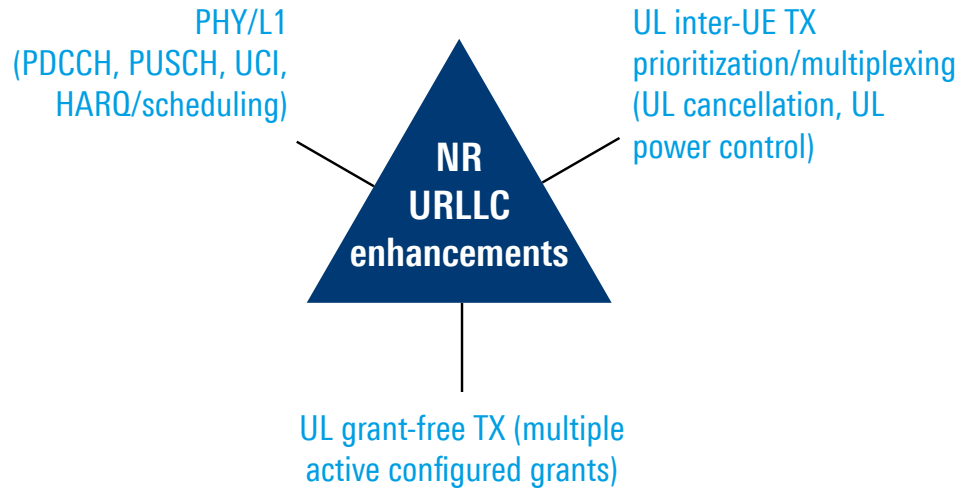 PHY/L1
(PDCCH, PUSCH, UCI,
HARQ/scheduling)
UL inter-UE TX
prioritization/multiplexing
(UL cancellation, UL
power control)
NR
URLLC
enhancements
UL grant-free TX (multiple
active configured grants)